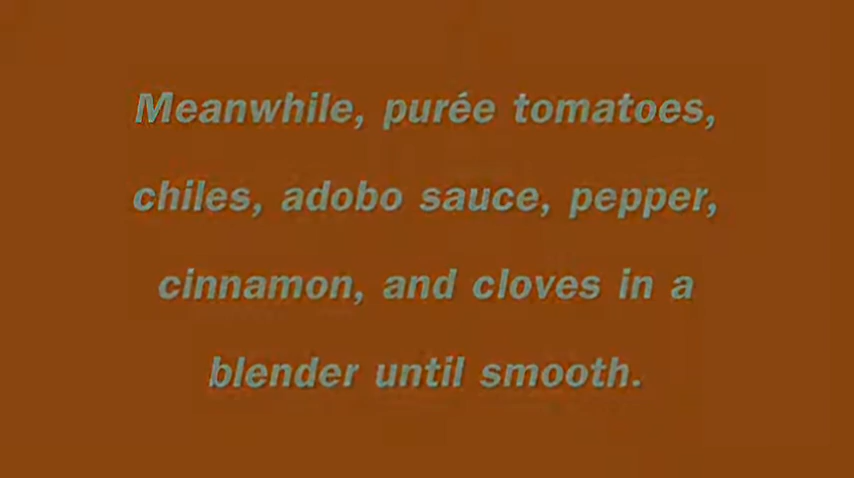 Meanwhile, purée tomatoes,
chiles, adobo sauce, pepper,
cinnamon, and cloves in a
blender until smooth.